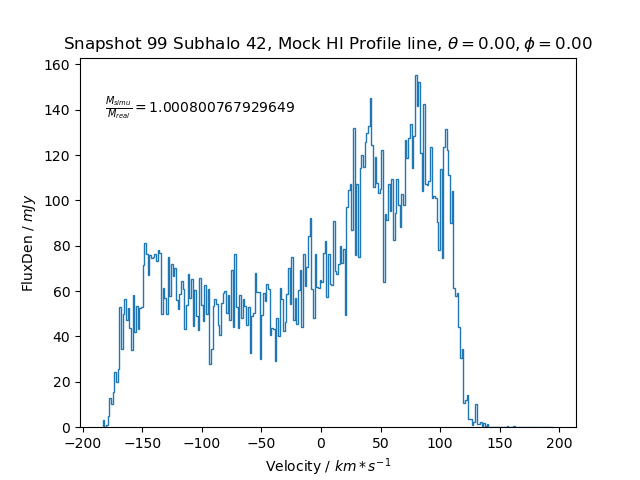 Snapshot 99 Subhalo 42, Mock HI Profile line, θ = 0.00, ϕ = 0.00
160
M_simu/M_real = 1.000800767929649
140
120
100
80
60
40
20
0
FluxDen / mJy
−200 −150 −100 −50 0 50 100 150 200
Velocity / km * s⁻¹